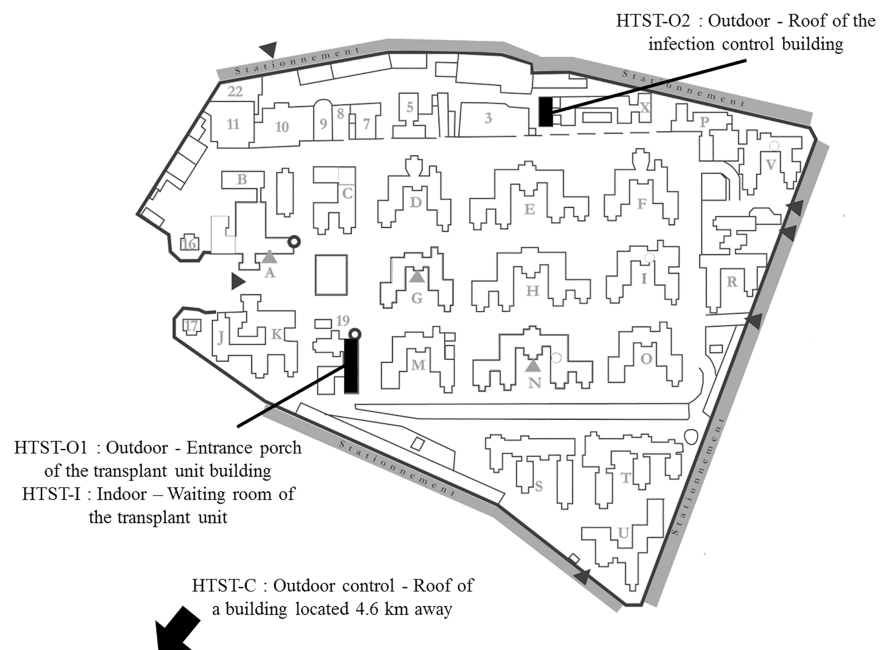 HTST-O2 : Outdoor - Roof of the
infection control building
Stationnement
Stationnement
22
11
10
9
8
7
5
3
X
P
V
B
C
D
E
F
16
A
G
H
I
R
17
J
K
19
M
N
O
HTST-O1 : Outdoor - Entrance porch
of the transplant unit building
HTST-I : Indoor – Waiting room of
the transplant unit
Stationnement
Stationnement
S
T
U
HTST-C : Outdoor control - Roof of
a building located 4.6 km away